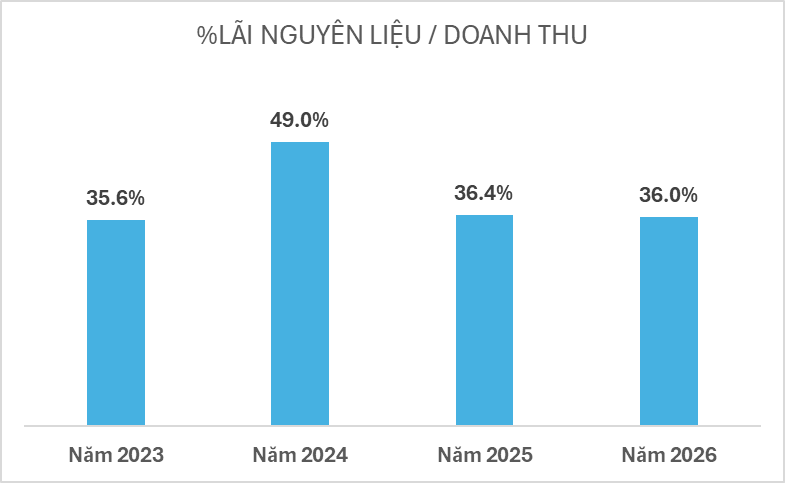 %LÃI NGUYÊN LIỆU / DOANH THU
49.0%
35.6%
36.4%
36.0%
Năm 2023
Năm 2024
Năm 2025
Năm 2026